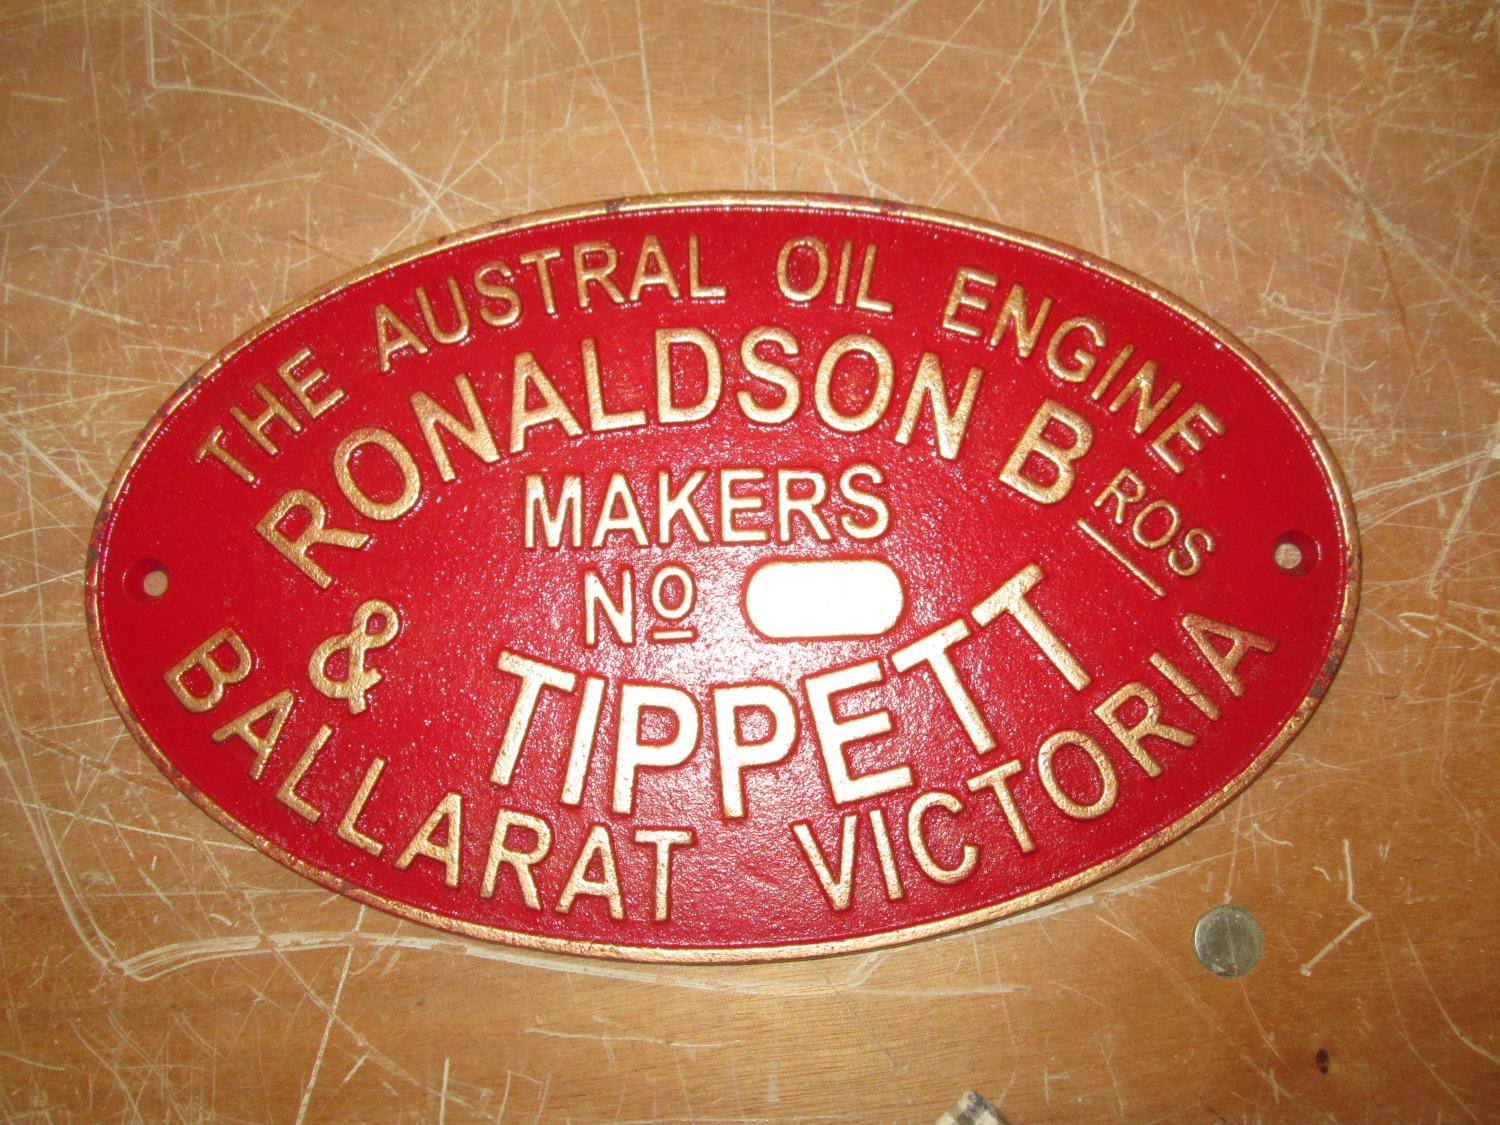 THE AUSTRAL OIL ENGINE
RONALDSON BROS
MAKERS
No
& TIPPETT
BALLARAT VICTORIA